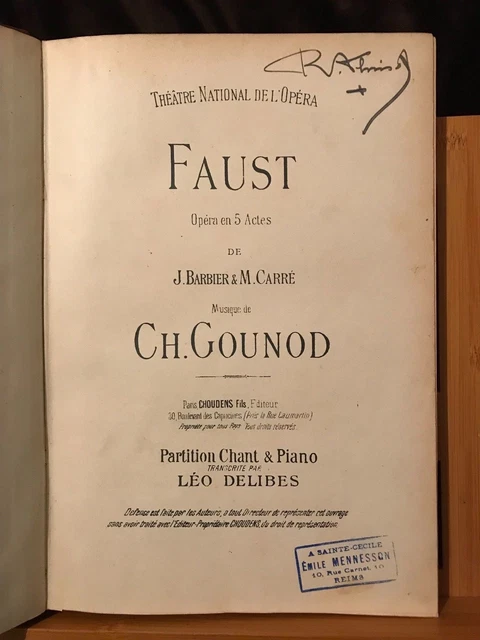 THÉÂTRE NATIONAL DE L'OPÉRA
FAUST
Opéra en 5 Actes
DE
J. BARBIER & M. CARRÉ
Musique de
CH. GOUNOD
Paris CHOUDENS Fils, Editeur
30, Boulevard des Capucines (Près la Rue Caumartin)
Propriété pour tous Pays Tous droits réservés.
Partition Chant & Piano
TRANSCRITE PAR
LÉO DELIBES
Défense est faite par les Auteurs, à tout Directeur de représenter cet ouvrage
sans avoir traité avec l'Editeur-Propriétaire CHOUDENS, du droit de représentation.
A SAINTE-CECILE
ÉMILE MENNESSON
10, Rue Carnot, 10
REIMS